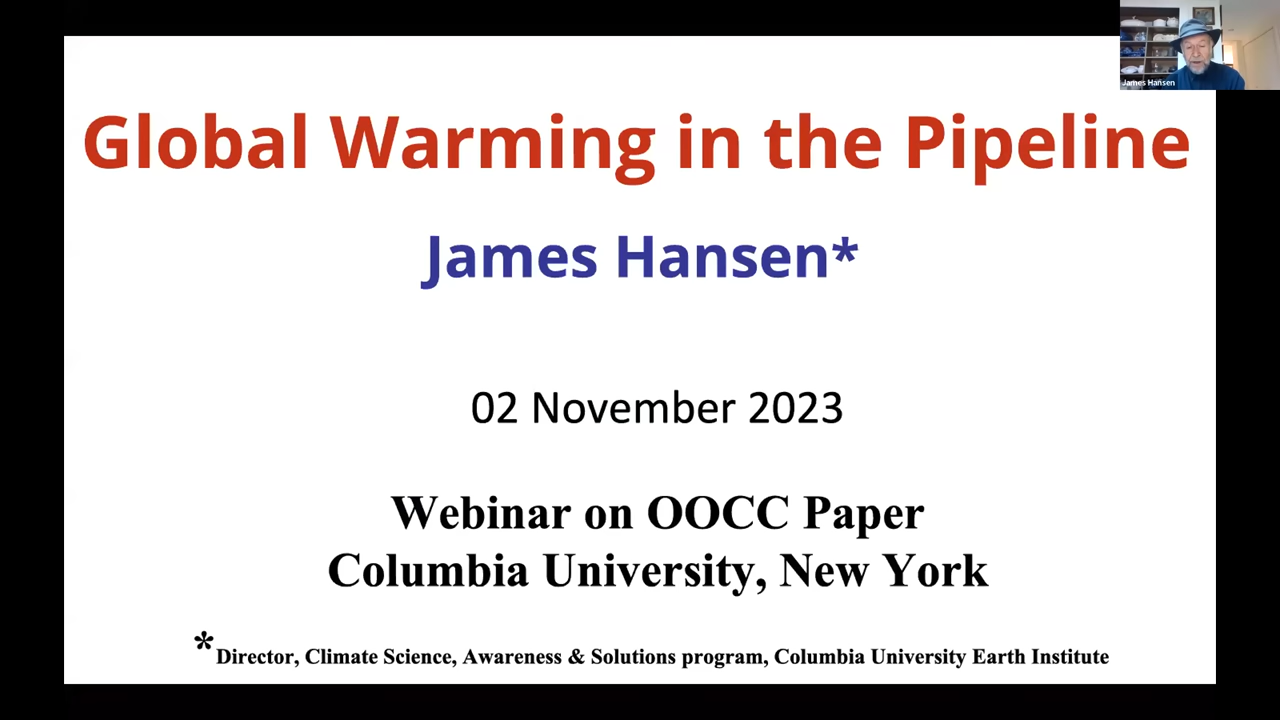 James Hansen
Global Warming in the Pipeline
James Hansen*
02 November 2023
Webinar on OOCC Paper
Columbia University, New York
*Director, Climate Science, Awareness & Solutions program, Columbia University Earth Institute